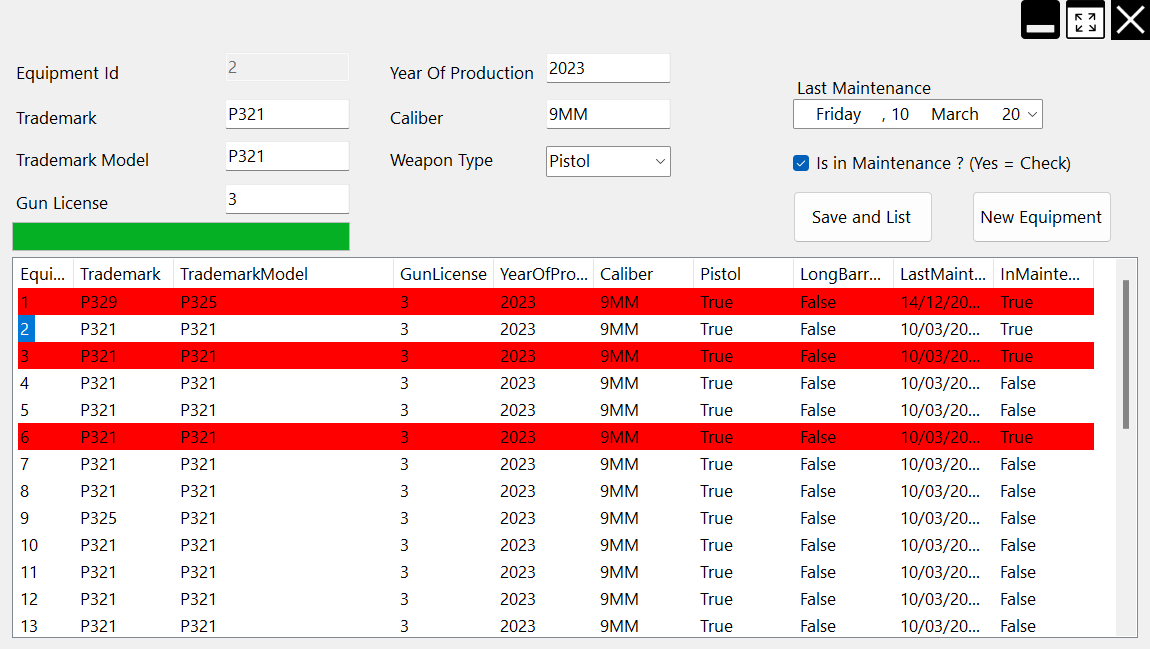 Equipment Id 2 Year Of Production 2023
Last Maintenance
Trademark P321 Caliber 9MM Friday , 10 March 20
Trademark Model P321 Weapon Type Pistol Is in Maintenance ? (Yes = Check)
Gun License 3 Save and List New Equipment
Equi... Trademark TrademarkModel GunLicense YearOfPro... Caliber Pistol LongBarr... LastMaint... InMainte...
1 P329 P325 3 2023 9MM True False 14/12/20... True
2 P321 P321 3 2023 9MM True False 10/03/20... True
3 P321 P321 3 2023 9MM True False 10/03/20... True
4 P321 P321 3 2023 9MM True False 10/03/20... False
5 P321 P321 3 2023 9MM True False 10/03/20... False
6 P321 P321 3 2023 9MM True False 10/03/20... True
7 P321 P321 3 2023 9MM True False 10/03/20... False
8 P321 P321 3 2023 9MM True False 10/03/20... False
9 P325 P321 3 2023 9MM True False 10/03/20... False
10 P321 P321 3 2023 9MM True False 10/03/20... False
11 P321 P321 3 2023 9MM True False 10/03/20... False
12 P321 P321 3 2023 9MM True False 10/03/20... False
13 P321 P321 3 2023 9MM True False 10/03/20... False